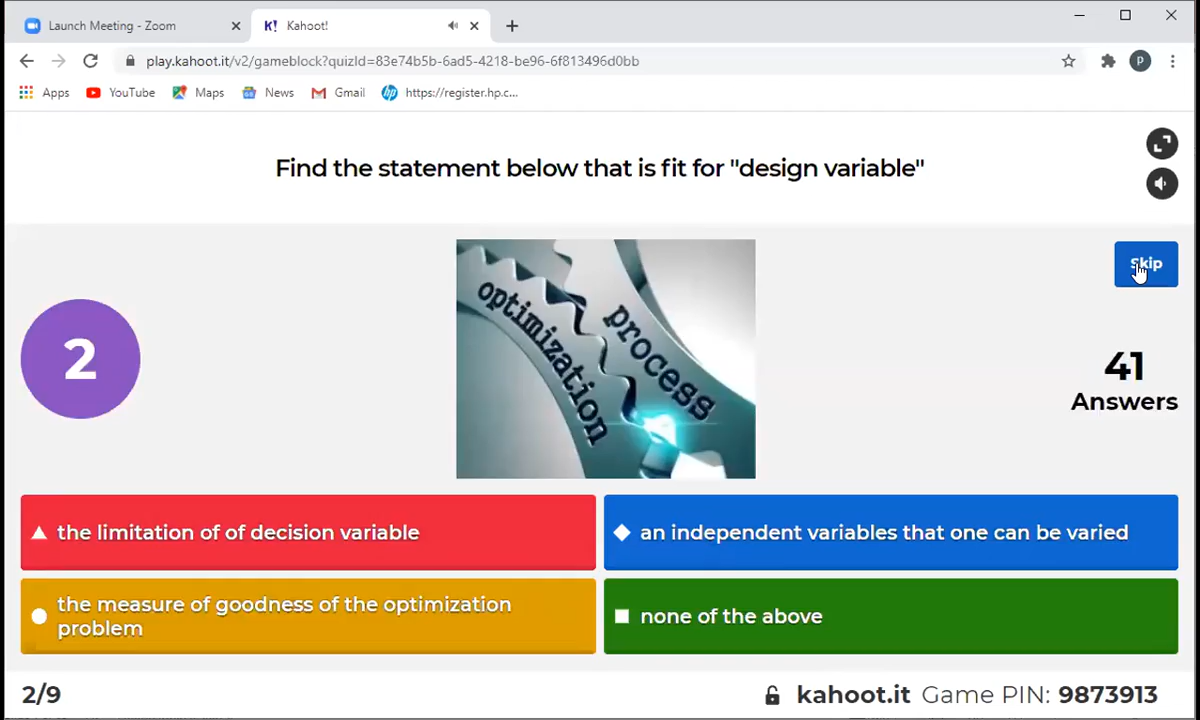 Launch Meeting - Zoom
K! Kahoot!
play.kahoot.it/v2/gameblock?quizId=83e74b5b-6ad5-4218-be96-6f813496d0bb
P
Apps YouTube Maps News Gmail hp https://register.hp.c...
Find the statement below that is fit for "design variable"
Skip
optimization
process
2
41
Answers
the limitation of of decision variable
an independent variables that one can be varied
the measure of goodness of the optimization
problem
none of the above
2/9
kahoot.it Game PIN: 9873913